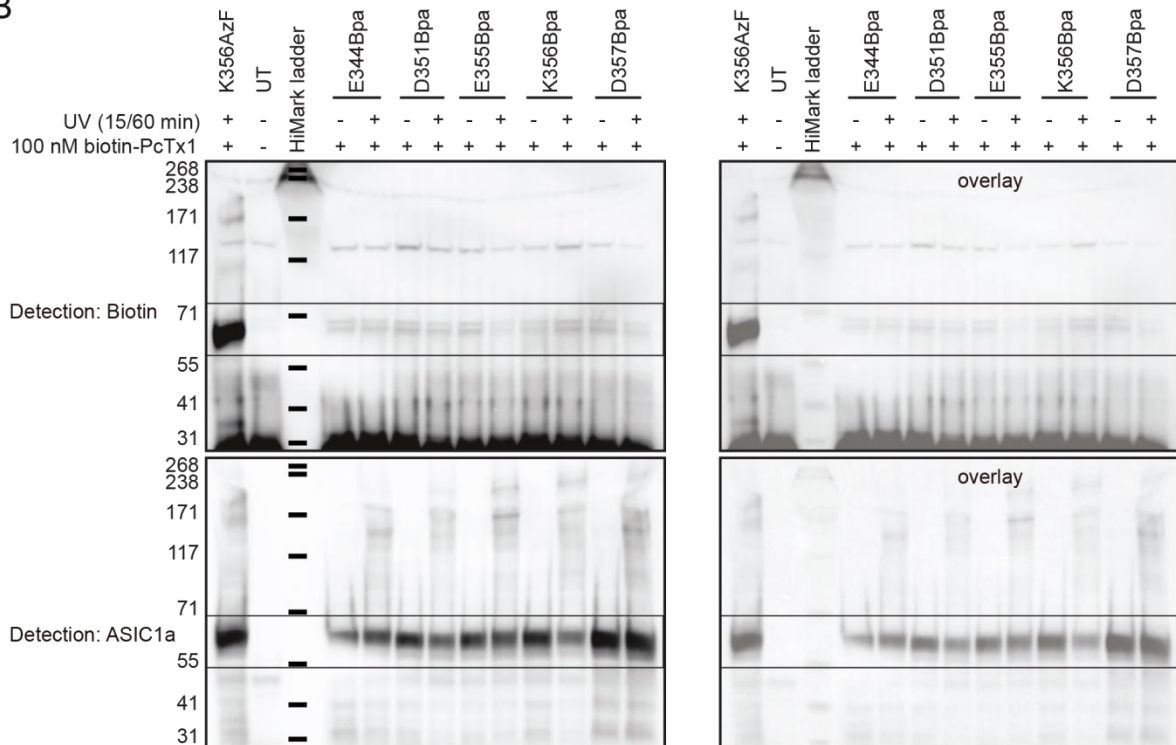 B
K356AzF UT HiMark ladder E344Bpa D351Bpa E355Bpa K356Bpa D357Bpa
K356AzF UT HiMark ladder E344Bpa D351Bpa E355Bpa K356Bpa D357Bpa
UV (15/60 min) + - - + - + - + - + - +
+ - - + - + - + - + - +
100 nM biotin-PcTx1 + - + + + + + + + + + +
+ - + + + + + + + + + +
268
238
171
117
Detection: Biotin
71
55
41
31
overlay
268
238
171
117
71
Detection: ASIC1a
55
41
31
overlay